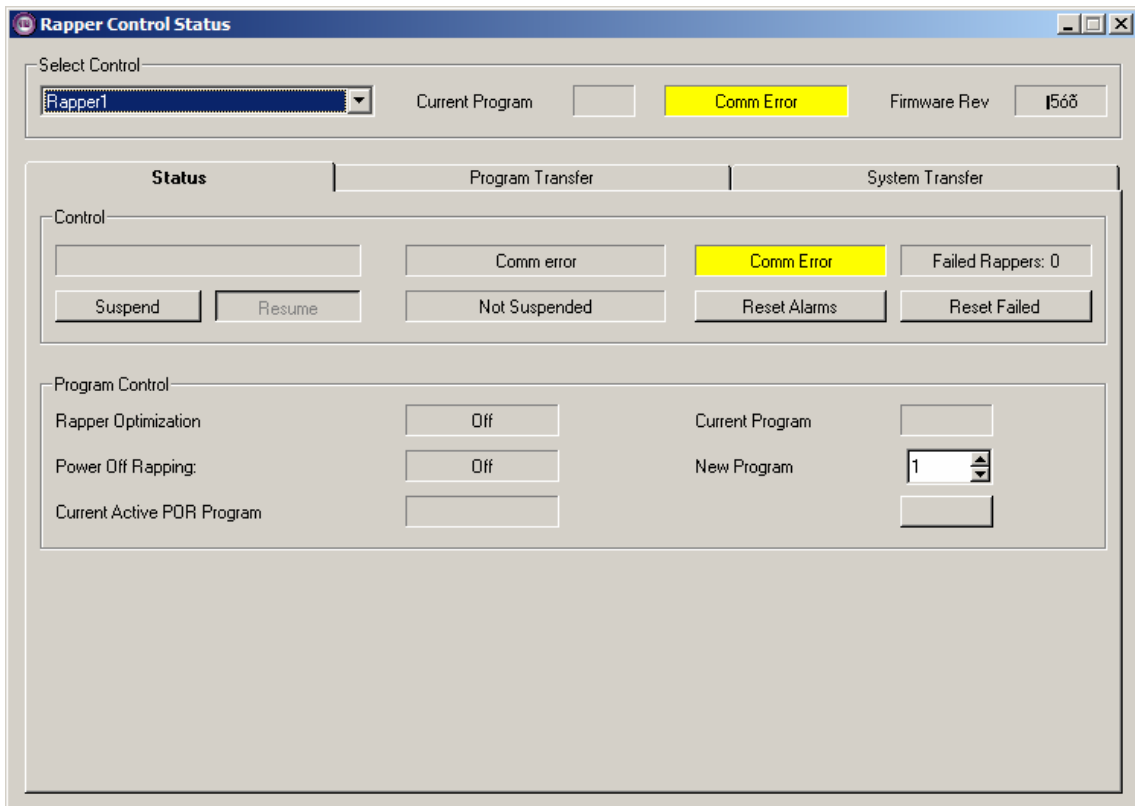 Rapper Control Status
Select Control
Rapper1 Current Program Comm Error Firmware Rev
Status Program Transfer System Transfer
Control
Comm error Comm Error Failed Rappers: 0
Suspend Resume Not Suspended Reset Alarms Reset Failed
Program Control
Rapper Optimization Off Current Program
Power Off Rapping: Off New Program 1
Current Active POR Program